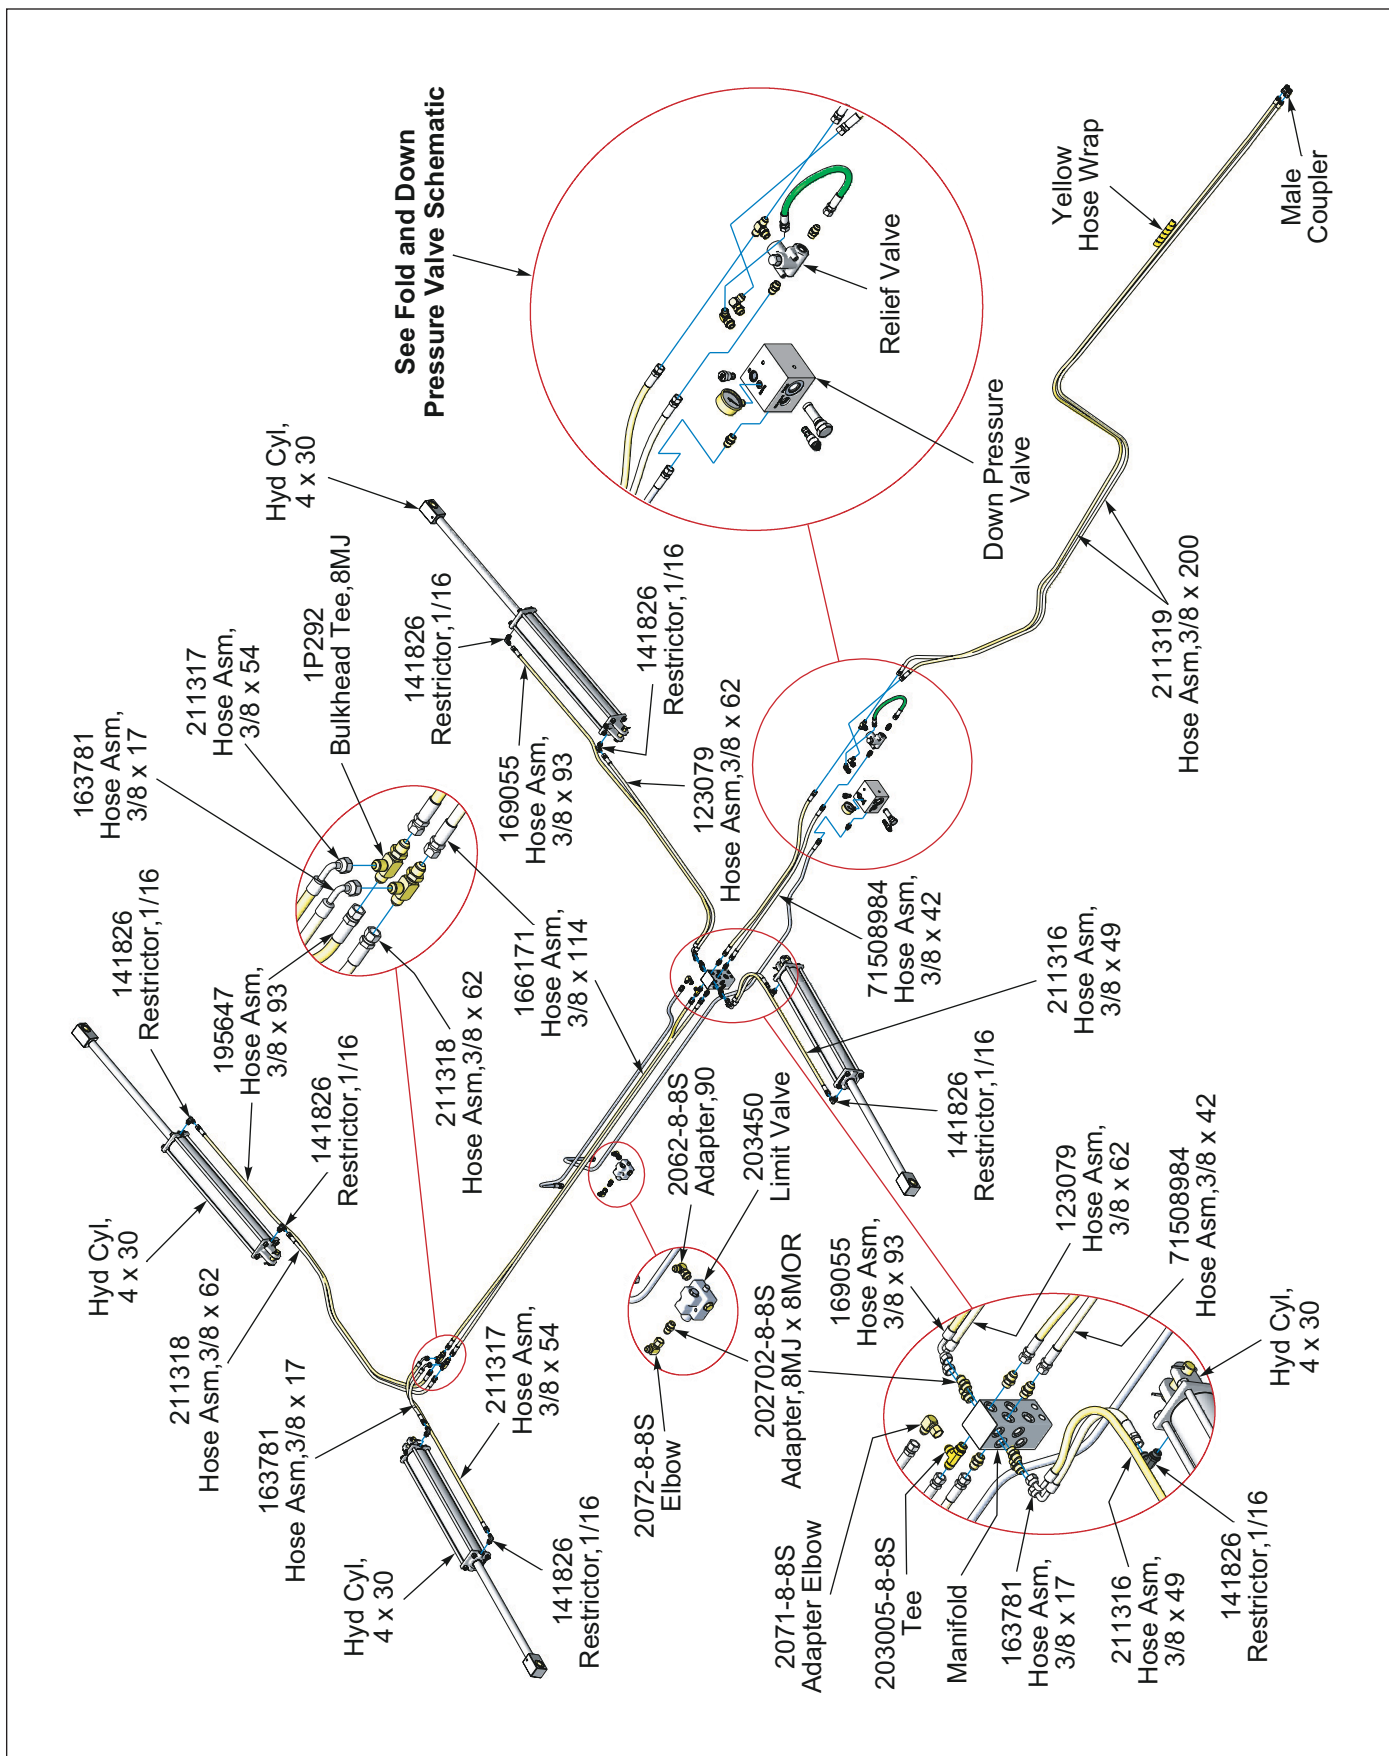 See Fold and Down
Pressure Valve Schematic
Hyd Cyl,
4 x 30
1P292
Bulkhead Tee,8MJ
211317
Hose Asm,
3/8 x 54
163781
Hose Asm,
3/8 x 17
141826
Restrictor,1/16
141826
Restrictor,1/16
169055
Hose Asm,
3/8 x 93
123079
Hose Asm,3/8 x 62
141826
Restrictor,1/16
195647
Hose Asm,
3/8 x 93
141826
Restrictor,1/16
211318
Hose Asm,3/8 x 62
166171
Hose Asm,
3/8 x 114
Hyd Cyl,
4 x 30
211318
Hose Asm,3/8 x 62
163781
Hose Asm,3/8 x 17
Hyd Cyl,
4 x 30
211317
Hose Asm,
3/8 x 54
141826
Restrictor,1/16
Yellow
Hose Wrap
Male
Coupler
Relief Valve
Down Pressure
Valve
211319
Hose Asm,3/8 x 200
71508984
Hose Asm,
3/8 x 42
211316
Hose Asm,
3/8 x 49
141826
Restrictor,1/16
2062-8-8S
Adapter,90
203450
Limit Valve
2072-8-8S
Elbow
202702-8-8S
Adapter,8MJ x 8MOR
169055
Hose Asm,
3/8 x 93
123079
Hose Asm,
3/8 x 62
71508984
Hose Asm,3/8 x 42
Hyd Cyl,
4 x 30
2071-8-8S
Adapter Elbow
203005-8-8S
Tee
Manifold
163781
Hose Asm,
3/8 x 17
211316
Hose Asm,
3/8 x 49
141826
Restrictor,1/16